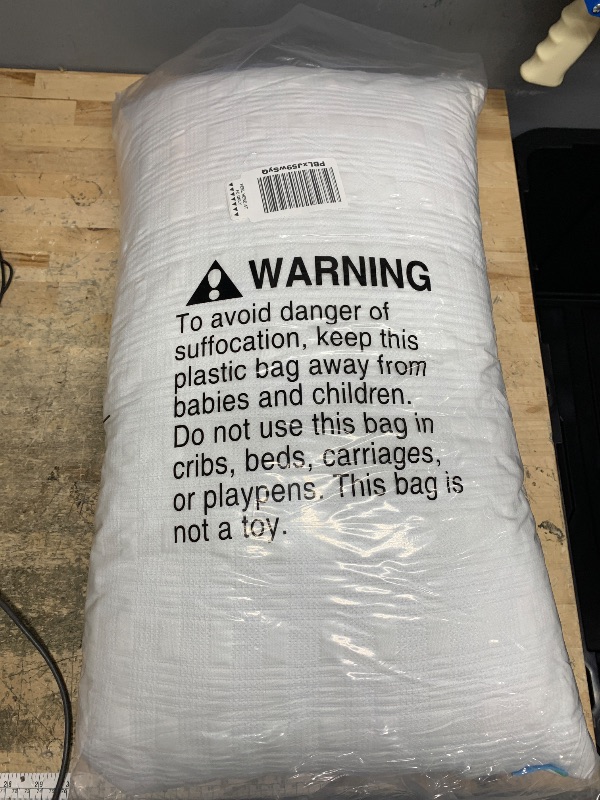 PBLxJS9wSyQ
WARNING
To avoid danger of
suffocation, keep this
plastic bag away from
babies and children.
Do not use this bag in
cribs, beds, carriages,
or playpens. This bag is
not a toy.